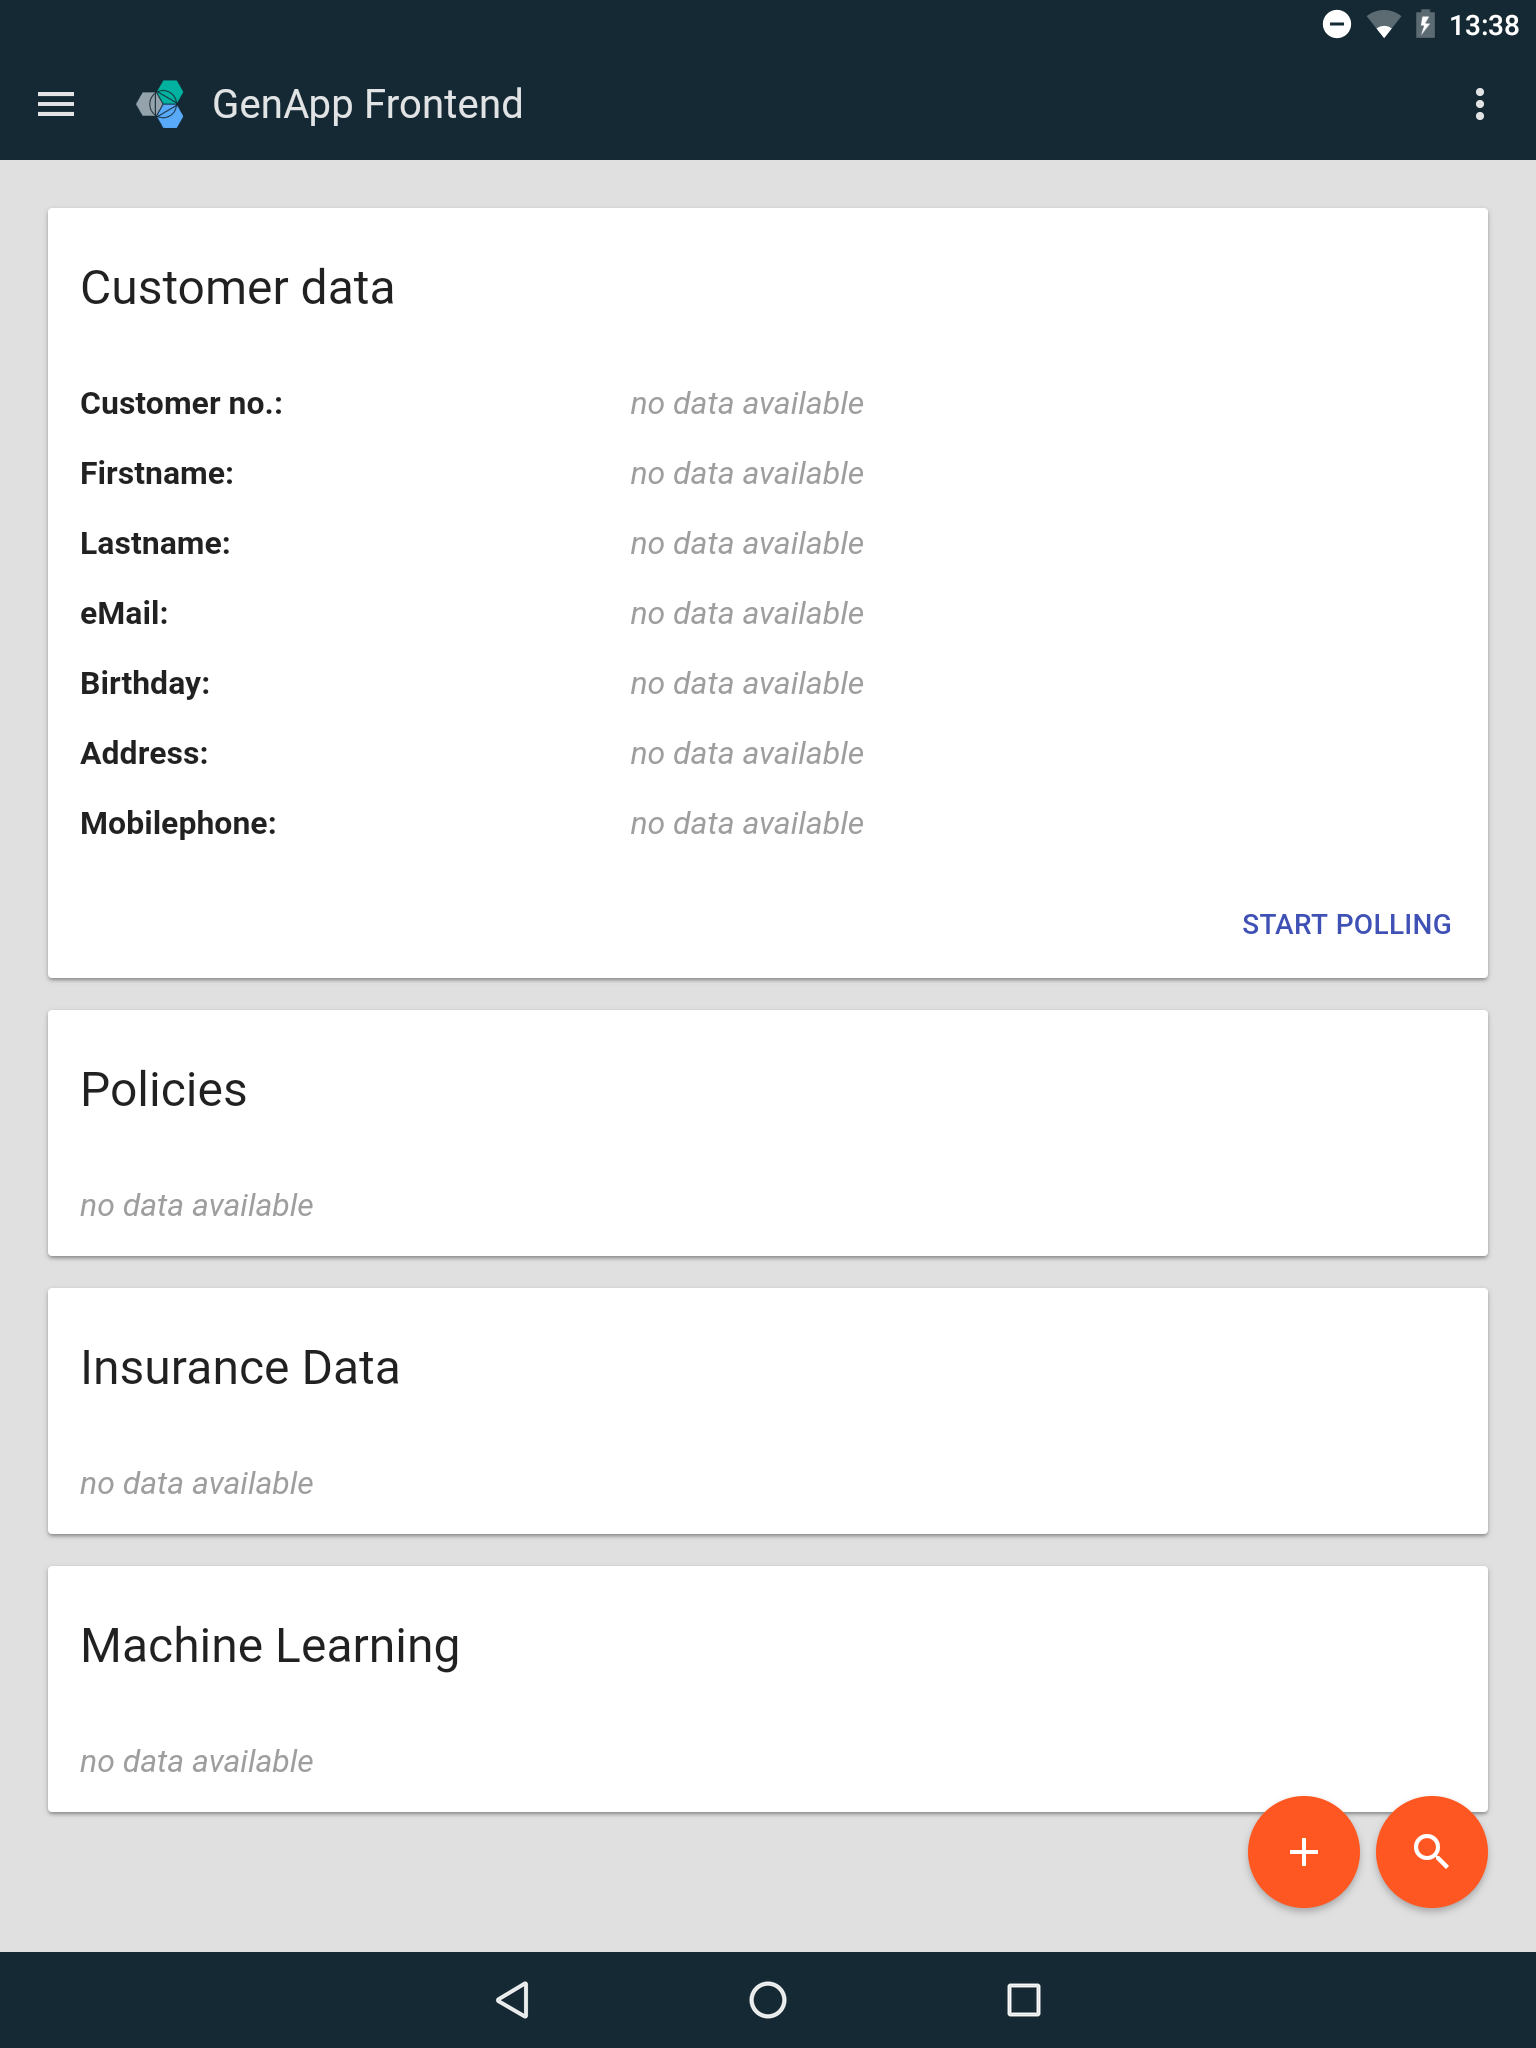 13:38
GenApp Frontend
Customer data
Customer no.: no data available
Firstname: no data available
Lastname: no data available
eMail: no data available
Birthday: no data available
Address: no data available
Mobilephone: no data available
START POLLING
Policies
no data available
Insurance Data
no data available
Machine Learning
no data available